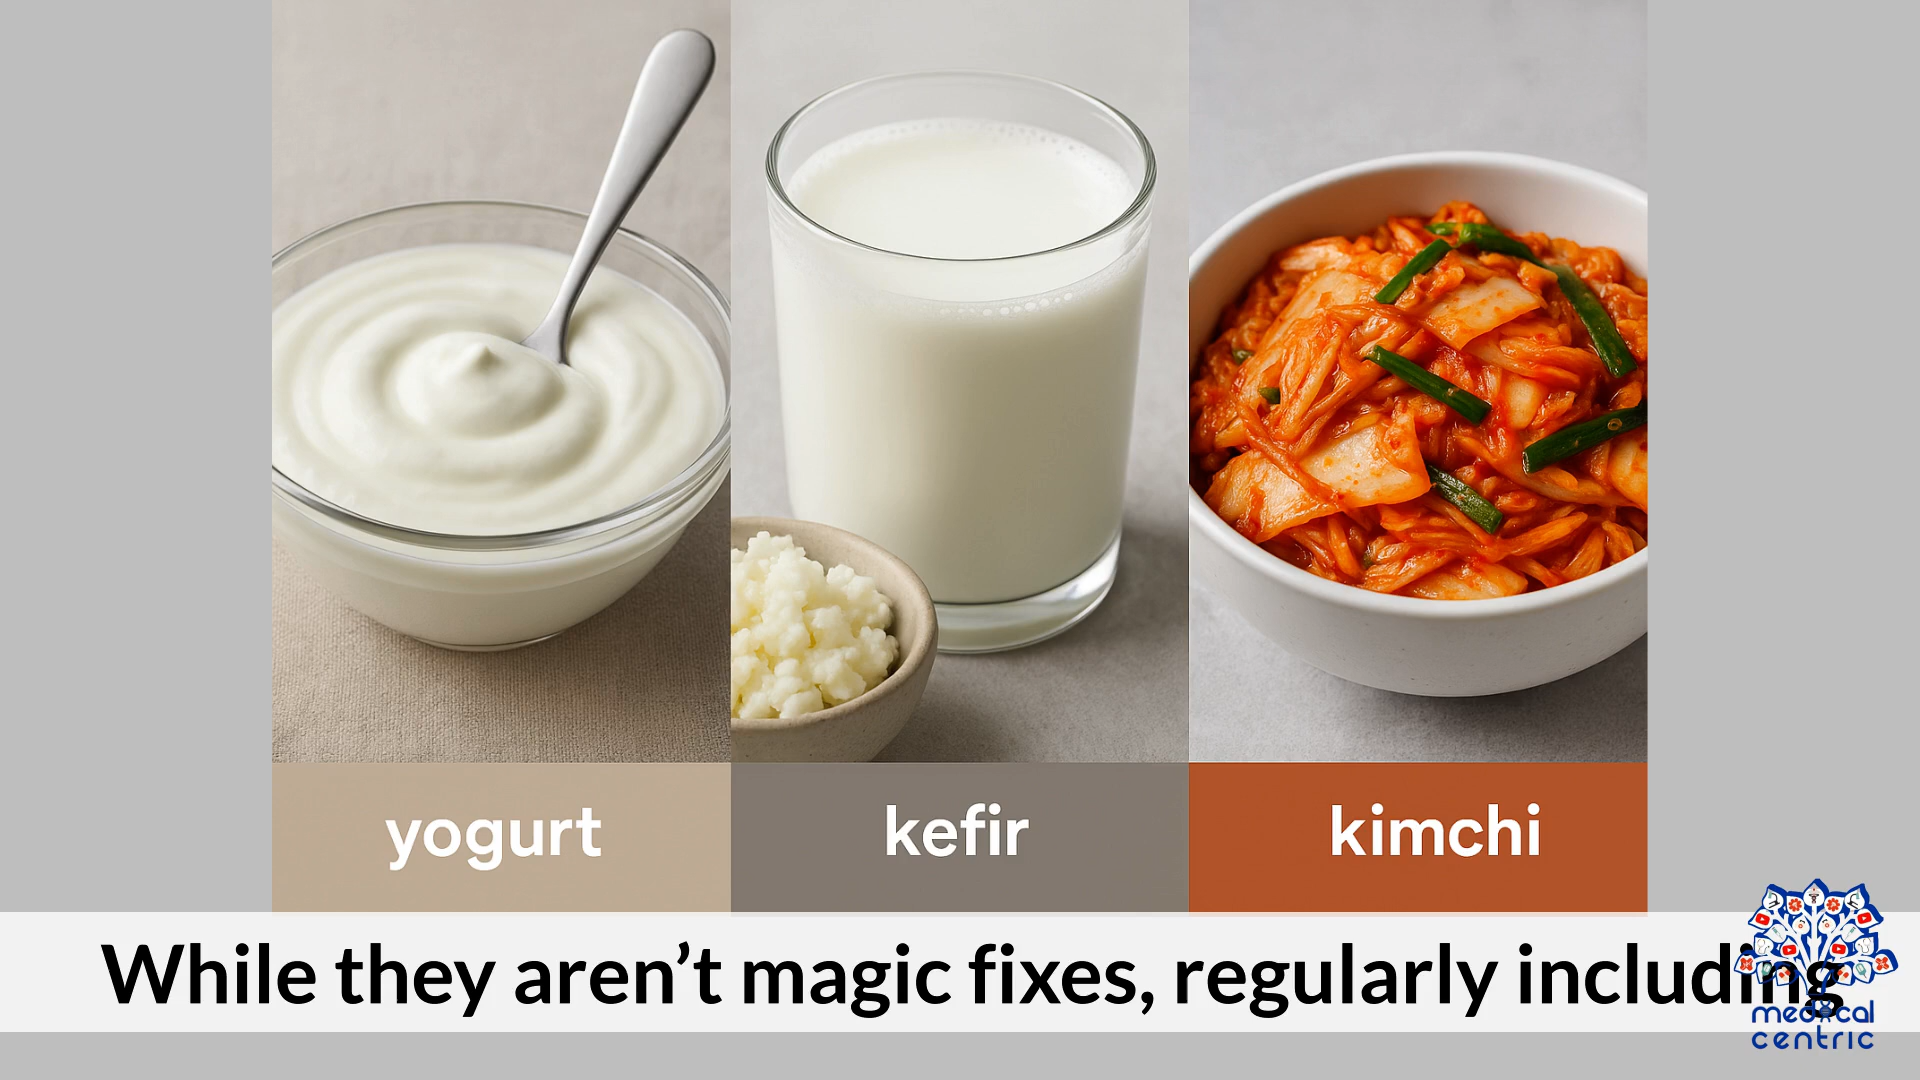 yogurt
kefir
kimchi
While they aren’t magic fixes, regularly including
medical
centric